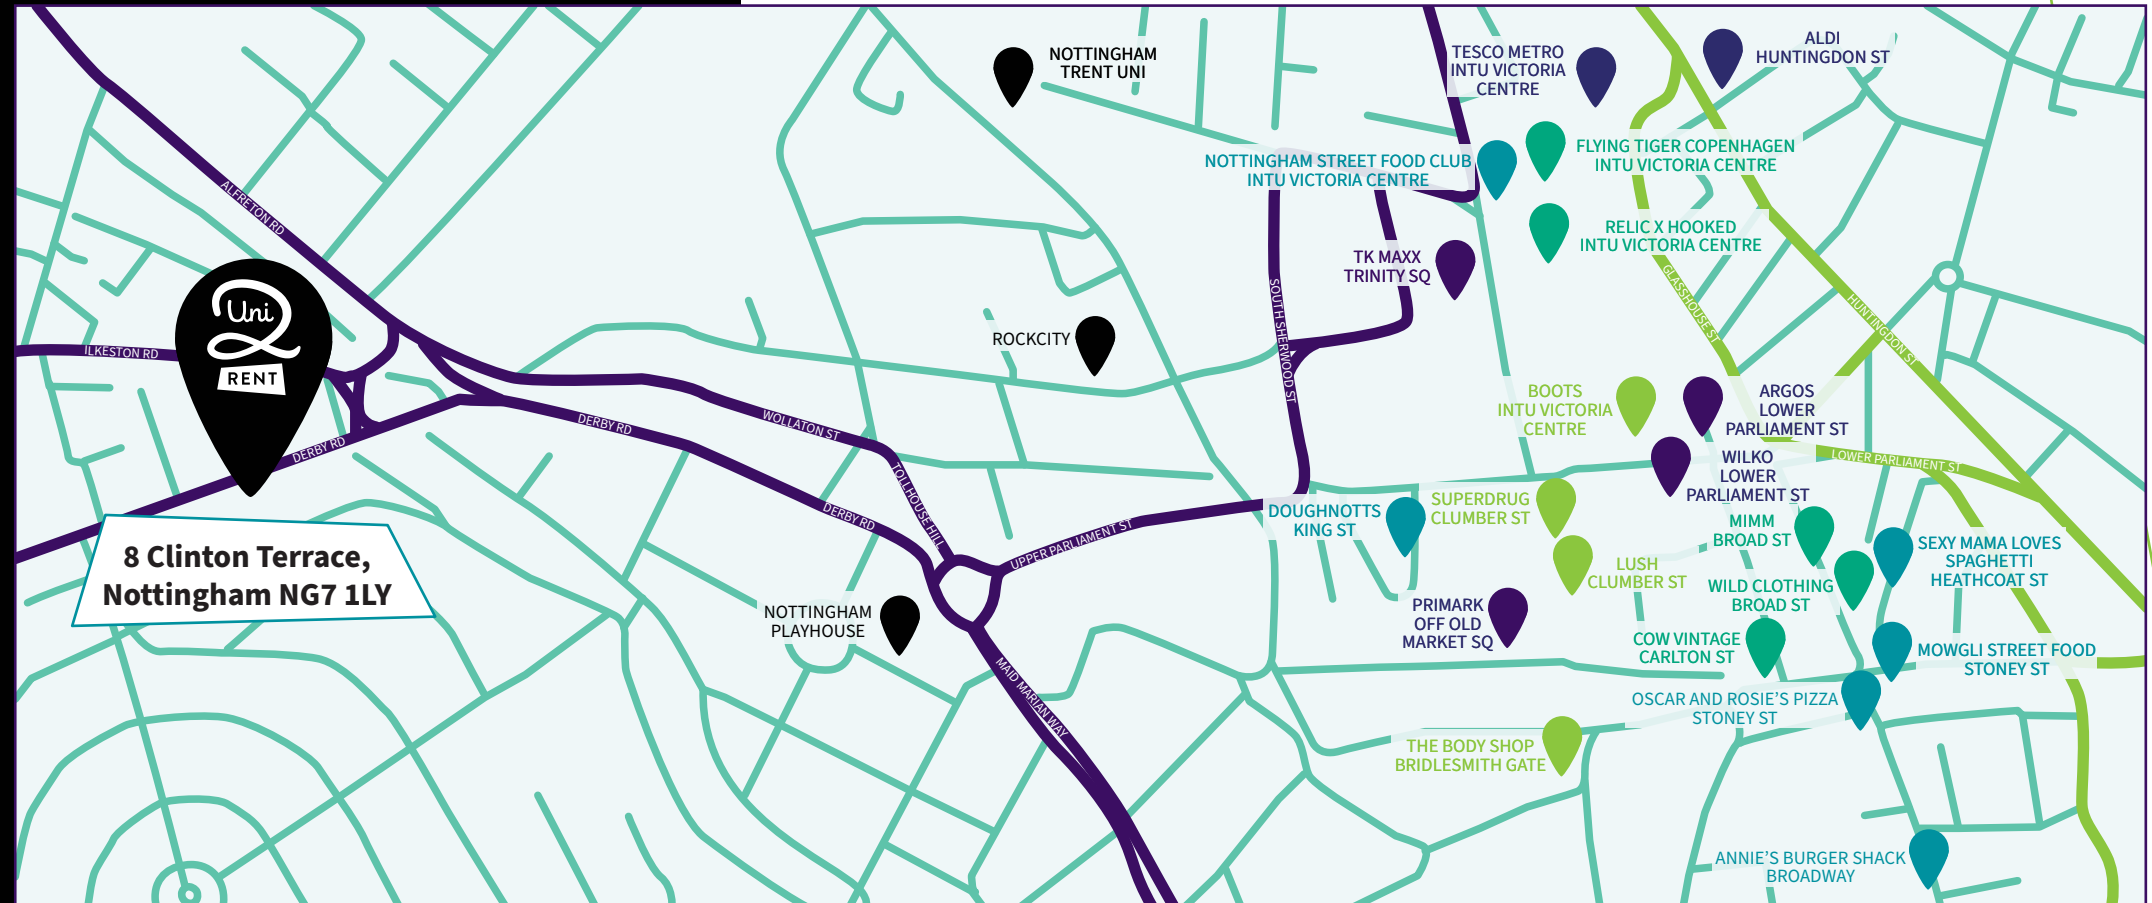 NOTTINGHAM
TRENT UNI
TESCO METRO
INTU VICTORIA
CENTRE
ALDI
HUNTINGDON ST
NOTTINGHAM STREET FOOD CLUB
INTU VICTORIA CENTRE
FLYING TIGER COPENHAGEN
INTU VICTORIA CENTRE
RELIC X HOOKED
INTU VICTORIA CENTRE
TK MAXX
TRINITY SQ
ALFRETON RD
ILKESTON RD
Uni
2
RENT
DERBY RD
8 Clinton Terrace,
Nottingham NG7 1LY
ROCKCITY
SOUTH SHERWOOD ST
GLASSHOUSE ST
HUNTINGDON ST
DERBY RD
WOLLATON ST
TOLLHOUSE HILL
DERBY RD
UPPER PARLIAMENT ST
BOOTS
INTU VICTORIA
CENTRE
ARGOS
LOWER
PARLIAMENT ST
WILKO
LOWER
PARLIAMENT ST
LOWER PARLIAMENT ST
DOUGHNOTTS
KING ST
SUPERDRUG
CLUMBER ST
MIMM
BROAD ST
LUSH
CLUMBER ST
SEXY MAMA LOVES
SPAGHETTI
HEATHCOAT ST
WILD CLOTHING
BROAD ST
NOTTINGHAM
PLAYHOUSE
PRIMARK
OFF OLD
MARKET SQ
COW VINTAGE
CARLTON ST
MOWGLI STREET FOOD
STONEY ST
MAID MARIAN WAY
OSCAR AND ROSIE'S PIZZA
STONEY ST
THE BODY SHOP
BRIDLESMITH GATE
ANNIE'S BURGER SHACK
BROADWAY